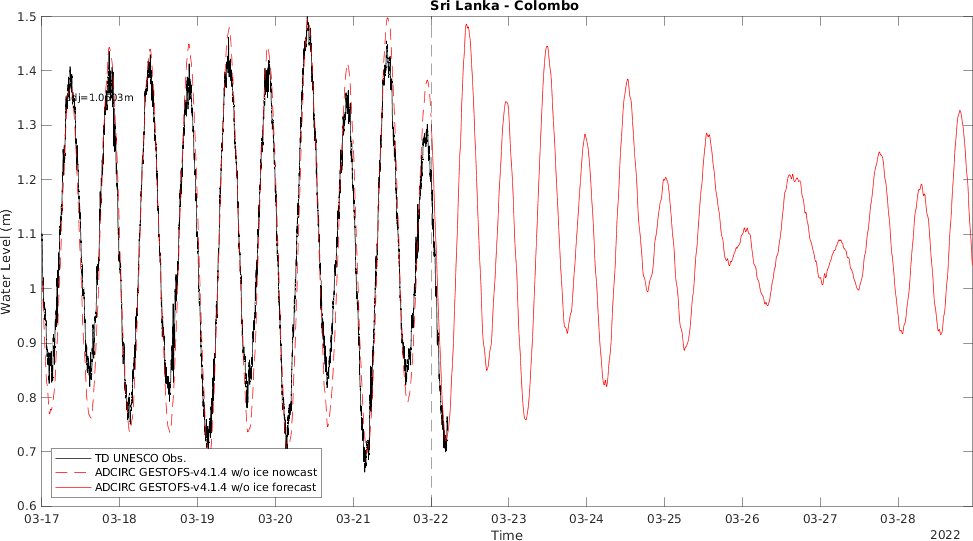 Sri Lanka - Colombo
Water Level (m)
1.5
1.4
1.3
1.2
1.1
1
0.9
0.8
0.7
0.6
TD UNESCO Obs.
ADCIRC GESTOFS-v4.1.4 w/o ice nowcast
ADCIRC GESTOFS-v4.1.4 w/o ice forecast
03-17 03-18 03-19 03-20 03-21 03-22 03-23 03-24 03-25 03-26 03-27 03-28
2022
Time